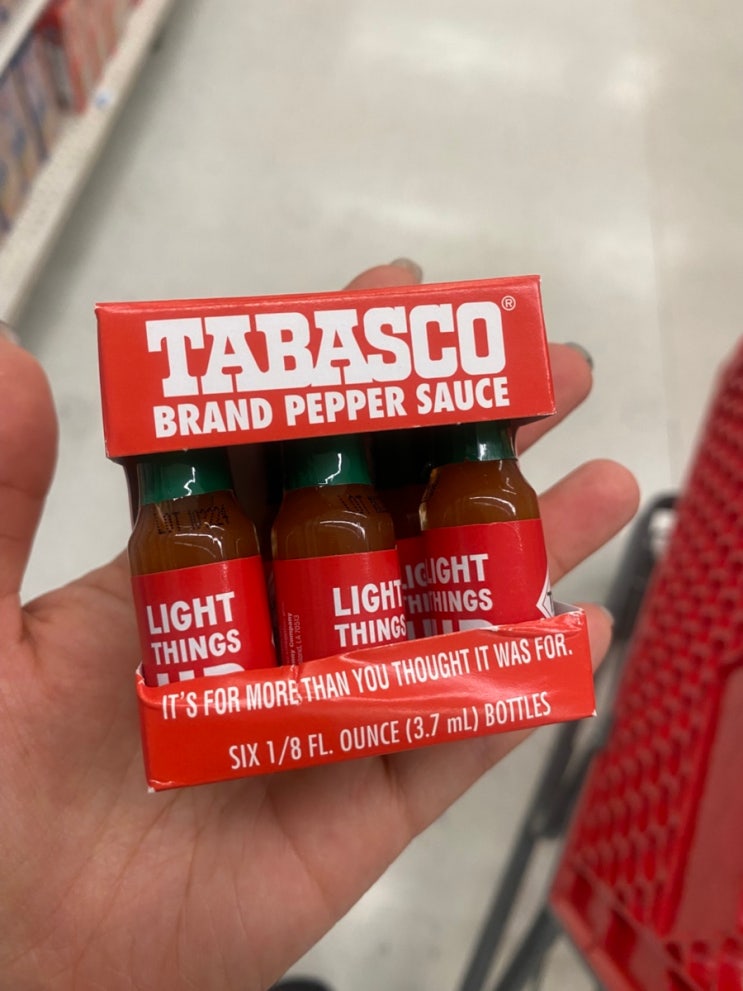 TABASCO®
BRAND PEPPER SAUCE
LIGHT
THINGS
LIGHT
THINGS
LIGHT
THINGS
IT'S FOR MORE THAN YOU THOUGHT IT WAS FOR.
SIX 1/8 FL. OUNCE (3.7 mL) BOTTLES